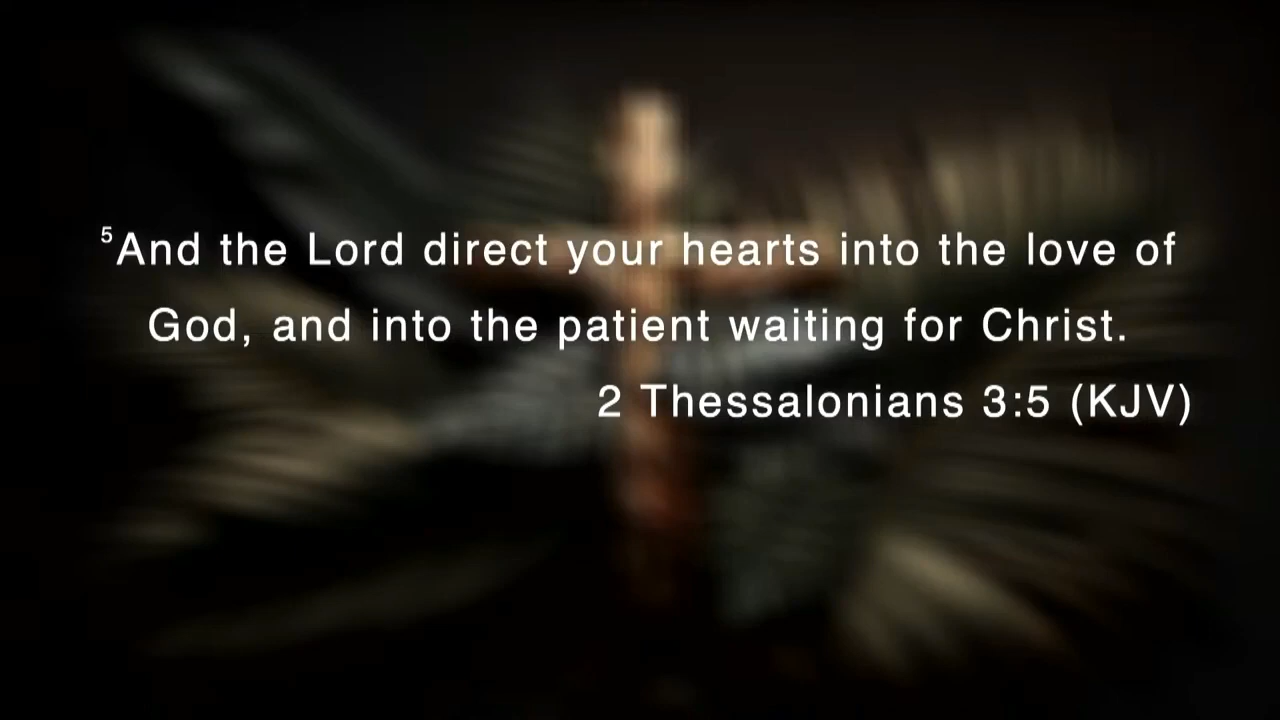 ⁵And the Lord direct your hearts into the love of
God, and into the patient waiting for Christ.
2 Thessalonians 3:5 (KJV)